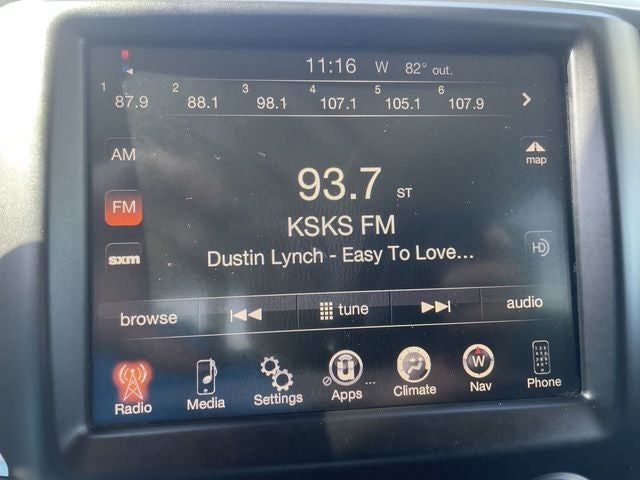 11:16 W 82° out.
1 87.9 2 88.1 3 98.1 4 107.1 5 105.1 6 107.9
AM
map
FM
93.7 ST
KSKS FM
HD
sxm
Dustin Lynch - Easy To Love...
browse tune audio
Radio Media Settings Apps ... Climate W Nav Phone